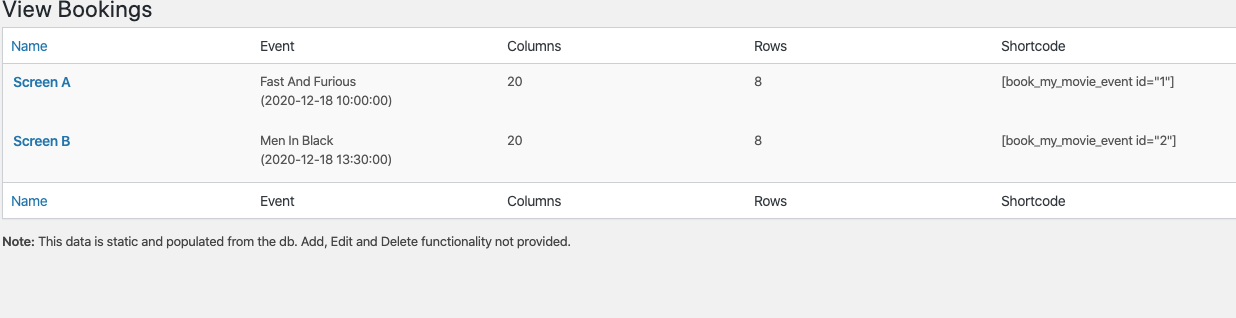 View Bookings
Name Event Columns Rows Shortcode
Screen A Fast And Furious 20 8 [book_my_movie_event id="1"]
(2020-12-18 10:00:00)
Screen B Men In Black 20 8 [book_my_movie_event id="2"]
(2020-12-18 13:30:00)
Name Event Columns Rows Shortcode
Note: This data is static and populated from the db. Add, Edit and Delete functionality not provided.